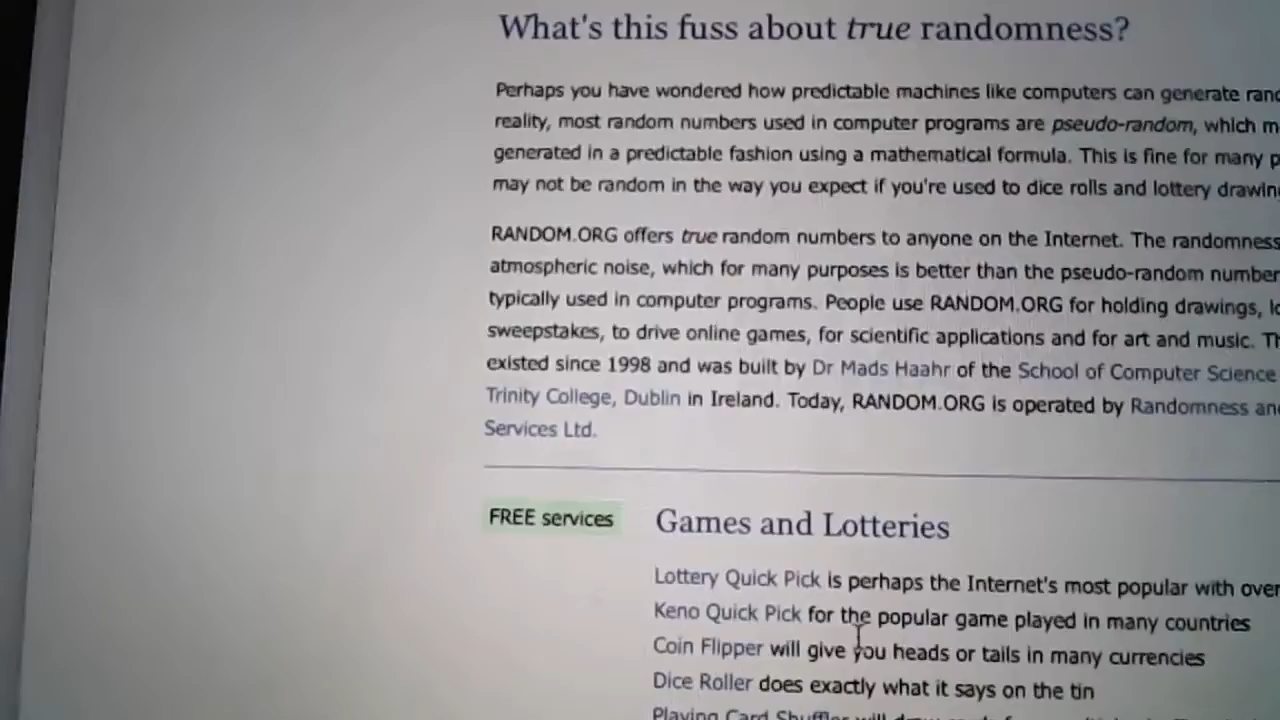 What's this fuss about true randomness?
Perhaps you have wondered how predictable machines like computers can generate
reality, most random numbers used in computer programs are pseudo-random, which
generated in a predictable fashion using a mathematical formula. This is fine for many
may not be random in the way you expect if you're used to dice rolls and lottery
RANDOM.ORG offers true random numbers to anyone on the Internet. The randomness
atmospheric noise, which for many purposes is better than the pseudo-random number
typically used in computer programs. People use RANDOM.ORG for holding drawings,
sweepstakes, to drive online games, for scientific applications and for art and music.
existed since 1998 and was built by Dr Mads Haahr of the School of Computer Science
Trinity College, Dublin in Ireland. Today, RANDOM.ORG is operated by Randomness
Services Ltd.
FREE services
Games and Lotteries
Lottery Quick Pick is perhaps the Internet's most popular with over
Keno Quick Pick for the popular game played in many countries
Coin Flipper will give you heads or tails in many currencies
Dice Roller does exactly what it says on the tin
Playing Card Shuffler will